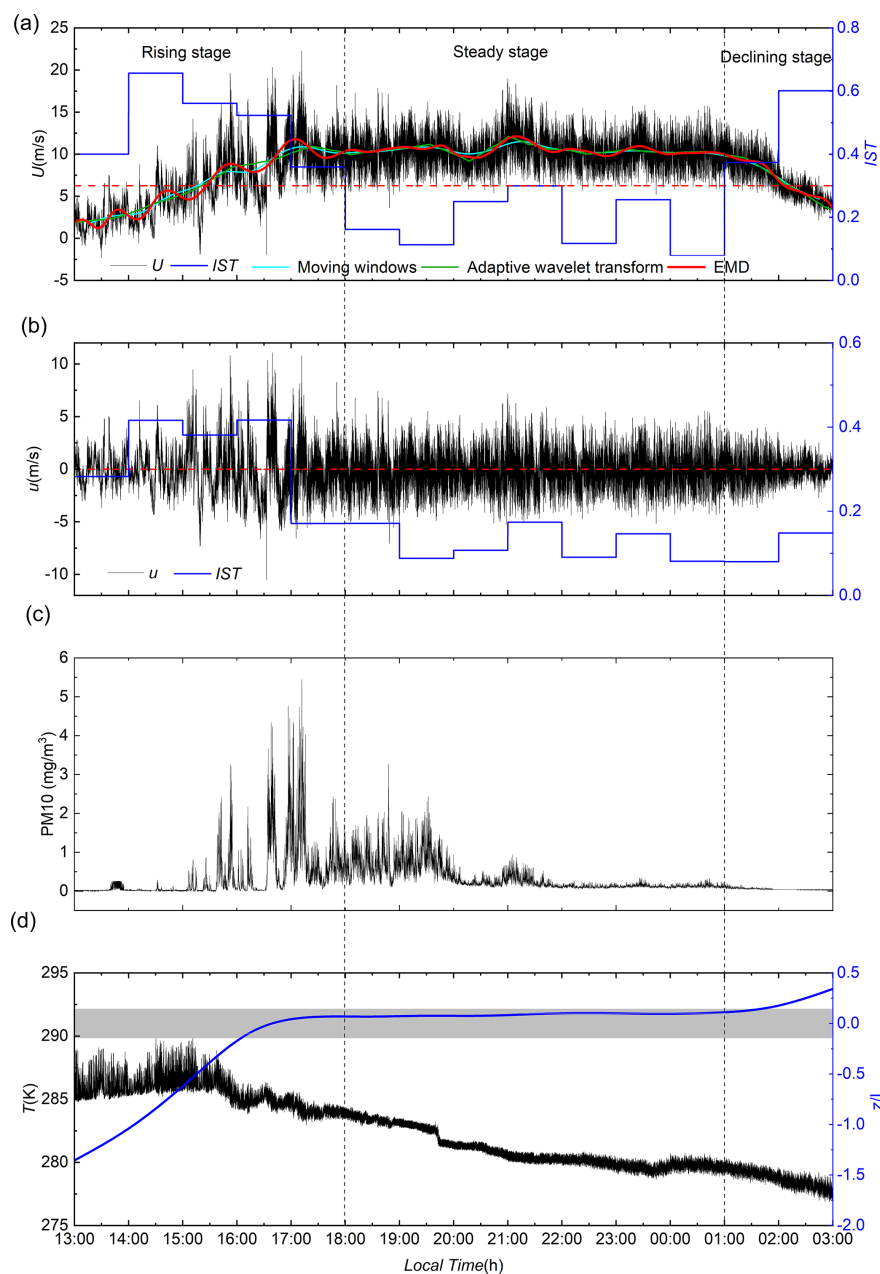 (a)
Rising stage
Steady stage
Declining stage
25
20
15
10
5
0
-5
U(m/s)
0.8
0.6
0.4
0.2
0.0
IST
U
IST
Moving windows
Adaptive wavelet transform
EMD
(b)
10
5
0
-5
-10
u(m/s)
0.6
0.4
0.2
0.0
u
IST
(c)
6
5
4
3
2
1
0
PM10 (mg/m³)
(d)
295
290
285
280
275
T(K)
0.5
0.0
-0.5
-1.0
-1.5
-2.0
z/l
13:00 14:00 15:00 16:00 17:00 18:00 19:00 20:00 21:00 22:00 23:00 00:00 01:00 02:00 03:00
Local Time(h)